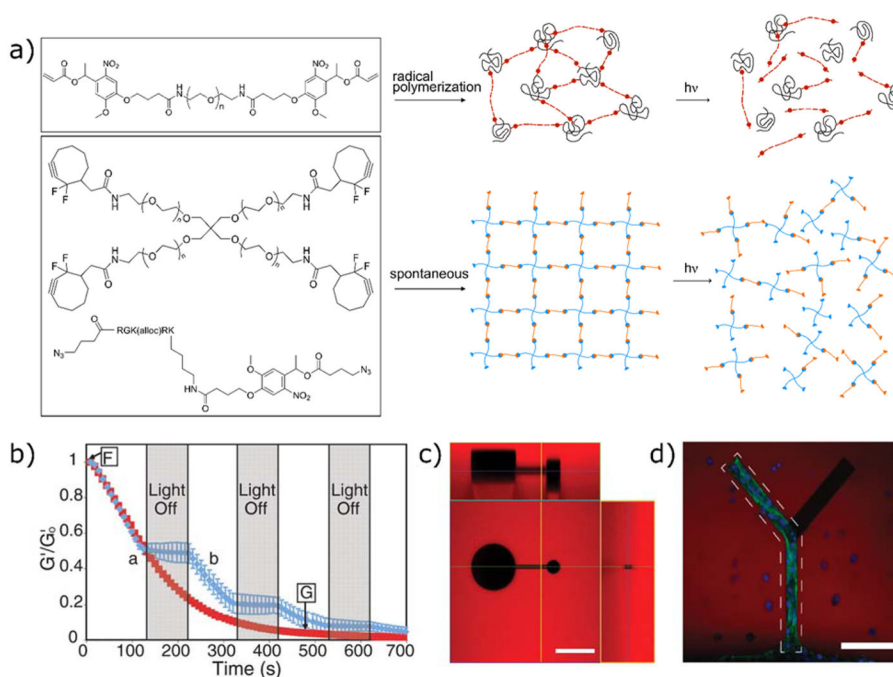 a)
NO₂
O
O
O
O
H
N
O
n
N
H
O
O
O
O₂N
O
O
radical
polymerization
hν
F
F
O
N
H
O
n
O
O
O
n
H
N
O
F
F
F
F
O
N
H
O
n
O
O
O
n
N
H
O
F
F
spontaneous
hν
O
RGK(alloc)RK
N₃
O
O
N₃
HN
O
O
NO₂
O
b)
c)
d)
F
1
0.8
0.6
0.4
0.2
0
G'/G'₀
Light
Off
Light
Off
Light
Off
a
b
G
0 100 200 300 400 500 600 700
Time (s)